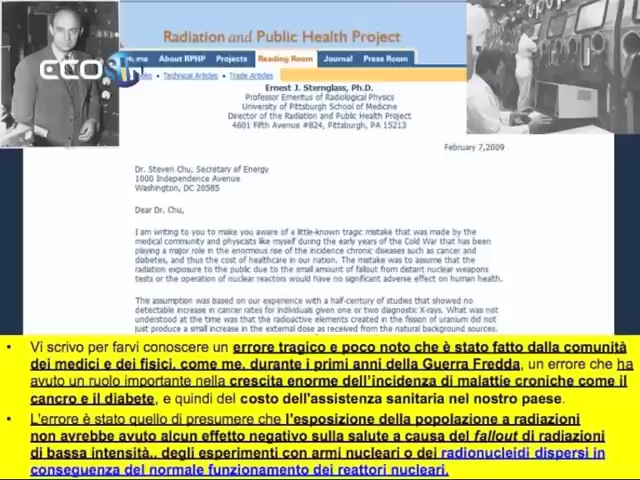 Radiation and Public Health Project
ECO
About RPHP Projects Reading Room Journal Press Room
• Technical Articles • Trade Articles
Ernest J. Sternglass, Ph.D.
Professor Emeritus of Radiological Physics
University of Pittsburgh School of Medicine
Director of the Radiation and Public Health Project
4601 Fifth Avenue #824, Pittsburgh, PA 15213
February 7,2009
Dr. Steven Chu, Secretary of Energy
1000 Independence Avenue
Washington, DC 20585
Dear Dr. Chu,
I am writing to you to make you aware of a little-known tragic mistake that was made by the
medical community and physicists like myself during the early years of the Cold War that has been
playing a major role in the enormous rise of the incidence chronic diseases such as cancer and
diabetes, and thus the cost of healthcare in our nation. The mistake was to assume that the
radiation exposure to the public due to the small amount of fallout from distant nuclear weapons
tests or the operation of nuclear reactors would have no significant adverse effect on human health.
This assumption was based on our experience with a half-century of studies that showed no
detectable increase in cancer rates for individuals given one or two diagnostic X-rays. What was not
understood at the time was that the radioactive elements created in the fission of uranium did not
just produce a small increase in the external dose as received from the natural background sources.
• Vi scrivo per farvi conoscere un errore tragico e poco noto che è stato fatto dalla comunità
dei medici e dei fisici, come me, durante i primi anni della Guerra Fredda, un errore che ha
avuto un ruolo importante nella crescita enorme dell'incidenza di malattie croniche come il
cancro e il diabete, e quindi del costo dell'assistenza sanitaria nel nostro paese.
• L'errore è stato quello di presumere che l'esposizione della popolazione a radiazioni
non avrebbe avuto alcun effetto negativo sulla salute a causa del fallout di radiazioni
di bassa intensità.. degli esperimenti con armi nucleari o dei radionucleidi dispersi in
conseguenza del normale funzionamento dei reattori nucleari.